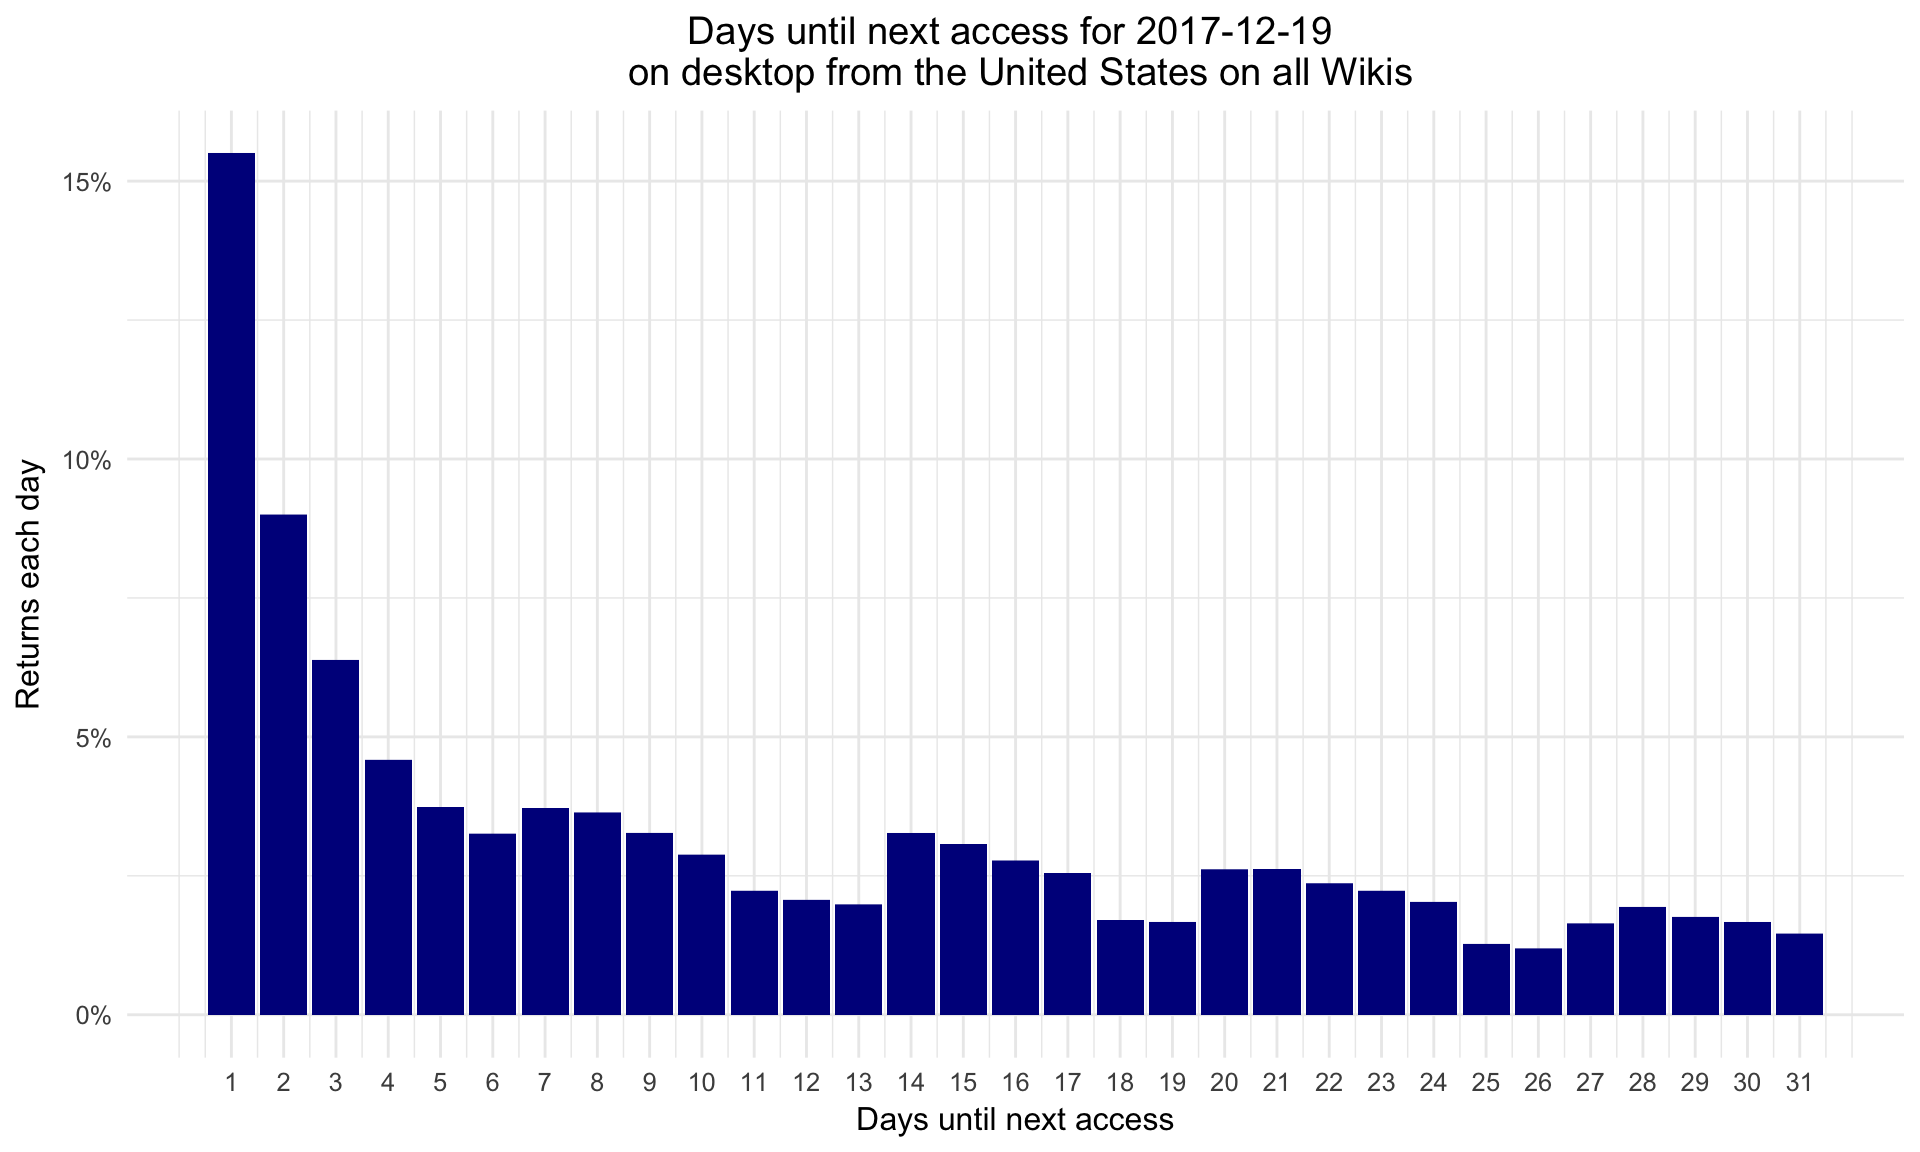 Days until next access for 2017-12-19
on desktop from the United States on all Wikis
15%
10%
5%
0%
Returns each day
1 2 3 4 5 6 7 8 9 10 11 12 13 14 15 16 17 18 19 20 21 22 23 24 25 26 27 28 29 30 31
Days until next access